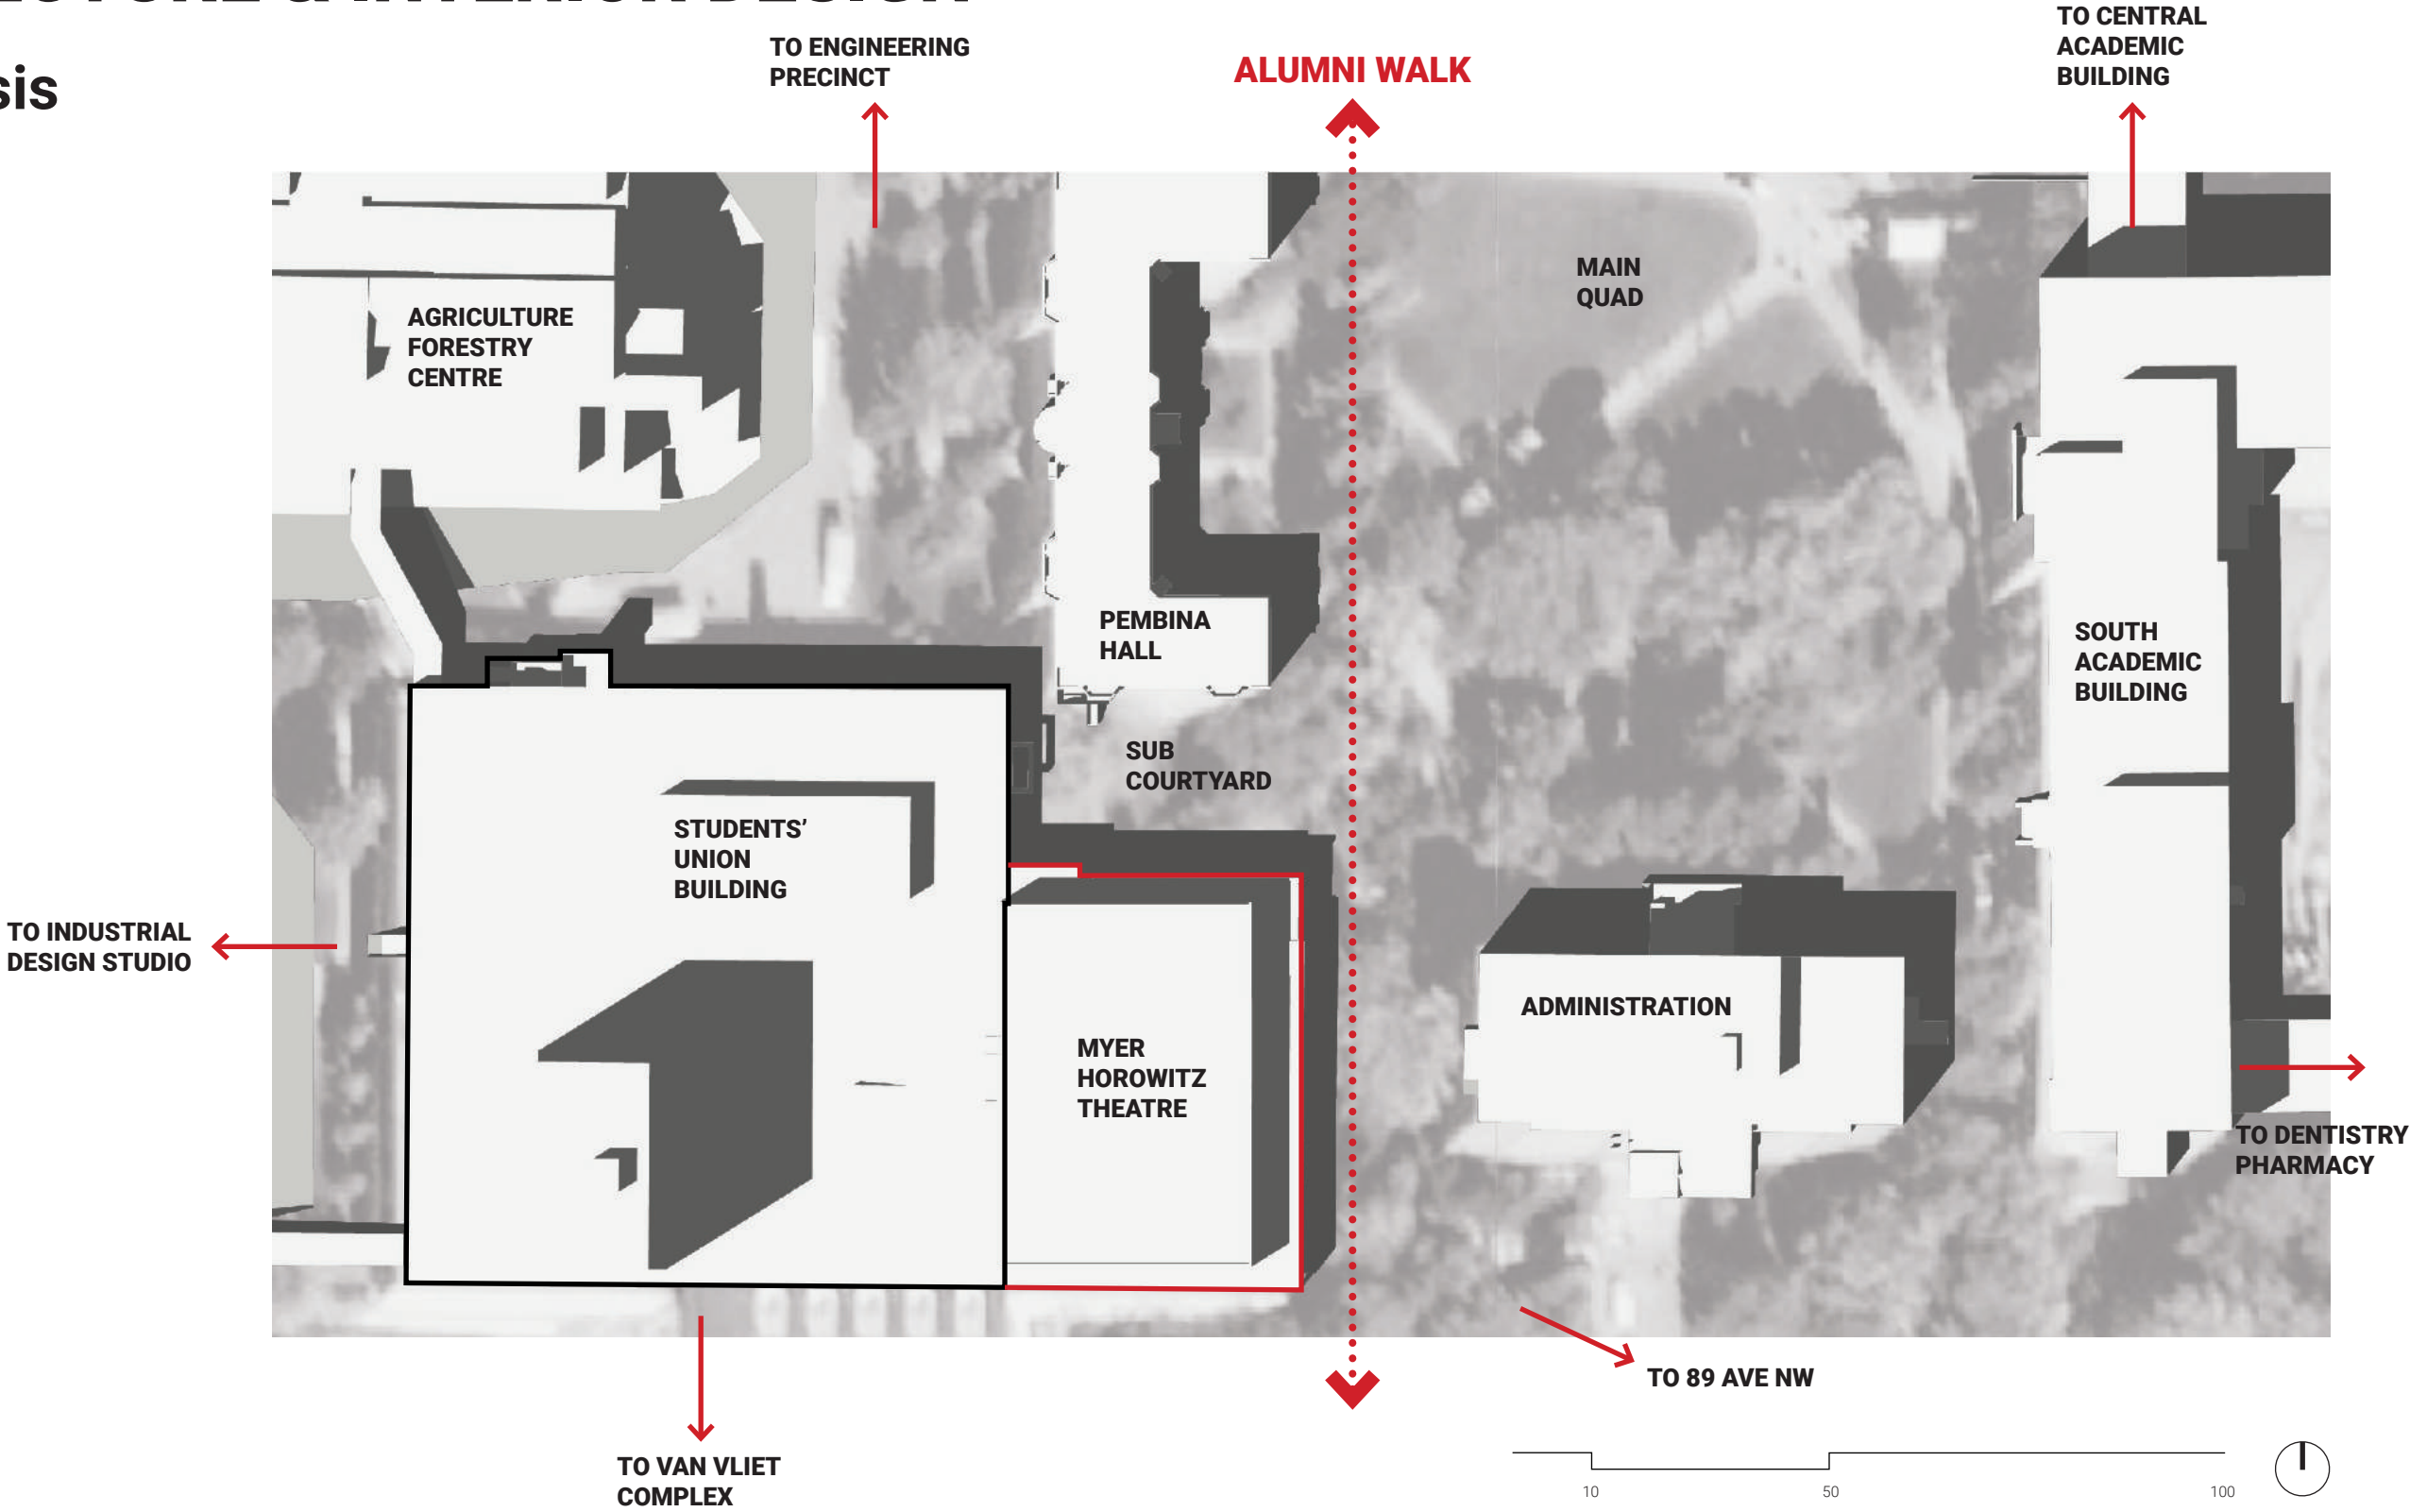 & INTERIOR DESIGN
sis
TO ENGINEERING
PRECINCT
ALUMNI WALK
TO CENTRAL
ACADEMIC
BUILDING
MAIN
QUAD
AGRICULTURE
FORESTRY
CENTRE
PEMBINA
HALL
SOUTH
ACADEMIC
BUILDING
SUB
COURTYARD
STUDENTS’
UNION
BUILDING
TO INDUSTRIAL
DESIGN STUDIO
ADMINISTRATION
MYER
HOROWITZ
THEATRE
TO DENTISTRY
PHARMACY
TO 89 AVE NW
TO VAN VLIET
COMPLEX
10
50
100